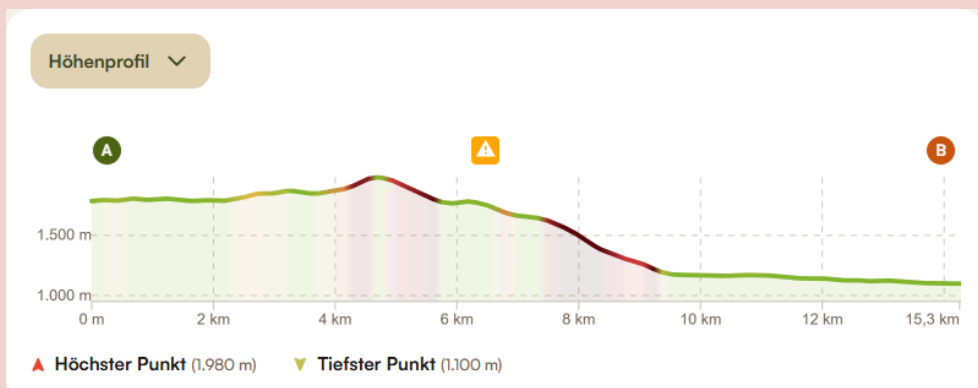 Höhenprofil
A
B
1.500 m
1.000 m
0 m 2 km 4 km 6 km 8 km 10 km 12 km 15,3 km
Höchster Punkt (1.980 m) Tiefster Punkt (1.100 m)